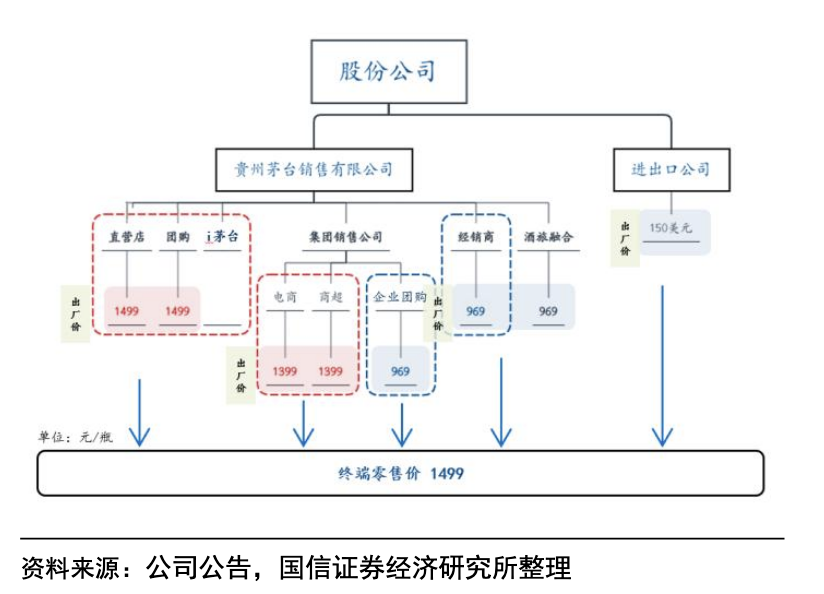 股份公司
贵州茅台销售有限公司
进出口公司
直营店 团购 i茅台 集团销售公司 经销商 酒旅融合
出厂价 150美元
电商 商超 企业团购
出厂价 1499 1499 出厂价 969 969
出厂价 1399 1399 969
单位：元/瓶
终端零售价 1499
资料来源：公司公告，国信证券经济研究所整理